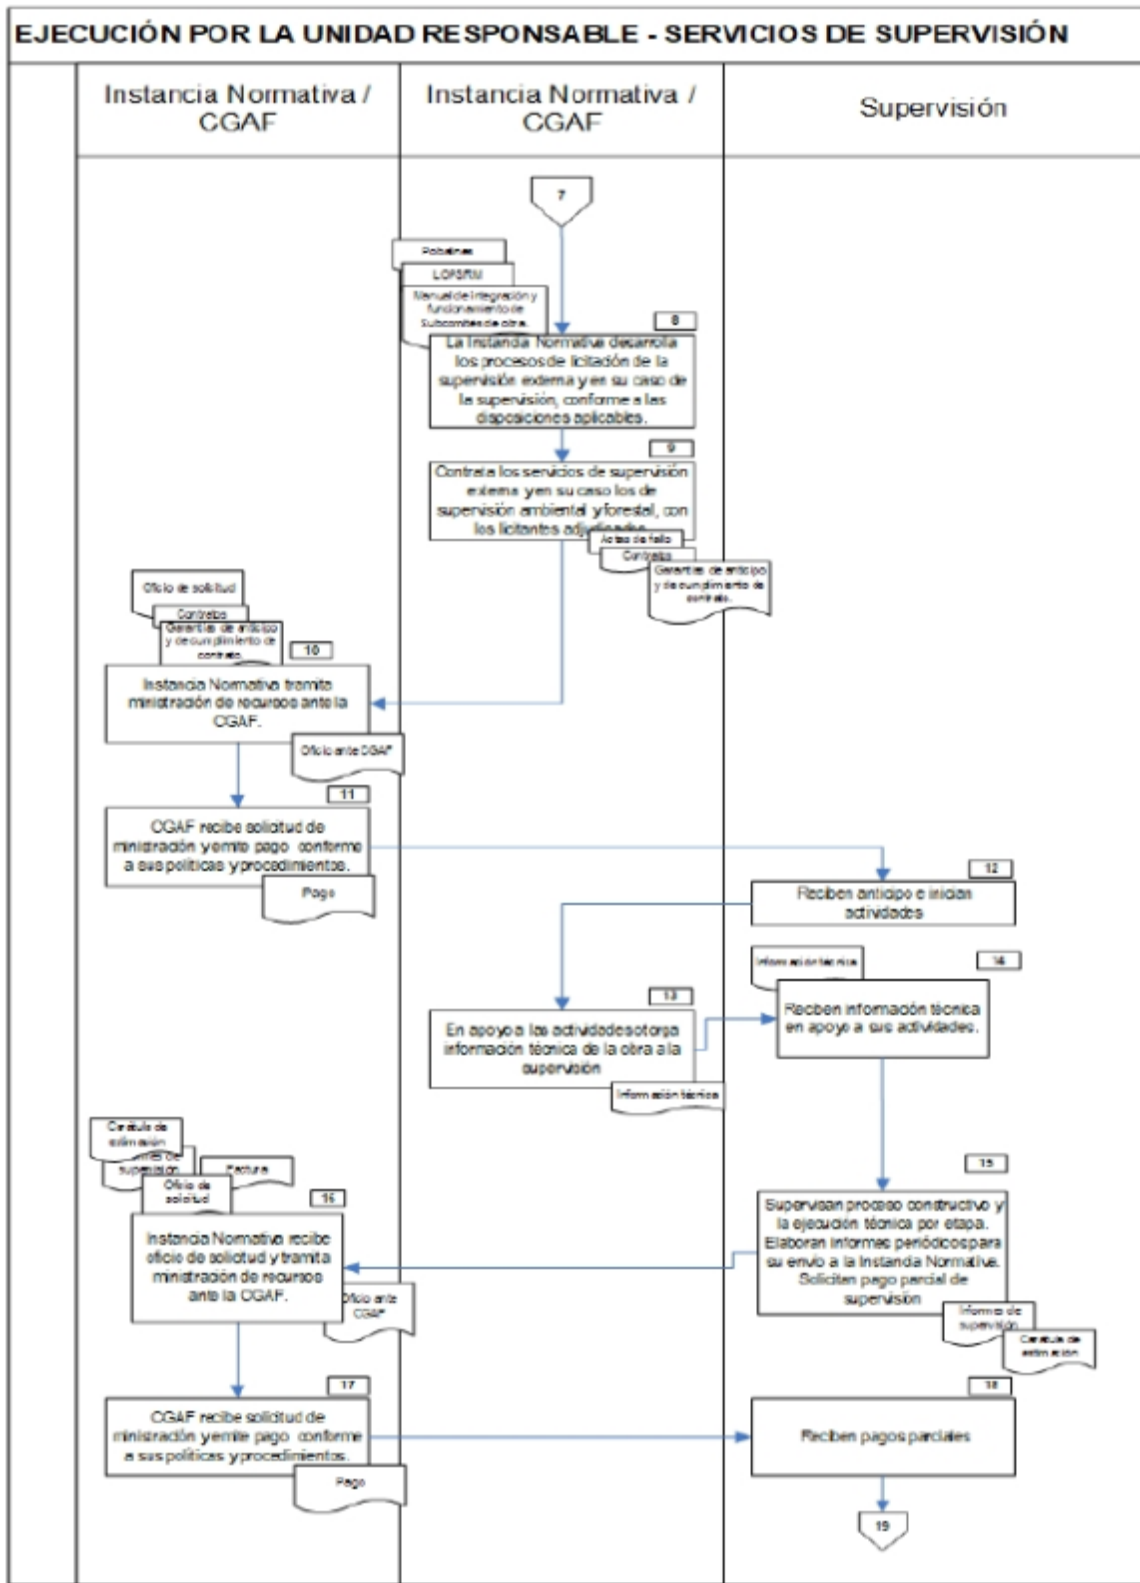 EJECUCIÓN POR LA UNIDAD RESPONSABLE - SERVICIOS DE SUPERVISIÓN
Instancia Normativa /
CGAF
Instancia Normativa /
CGAF
Supervisión
7
Pobalines
LOPSRM
Manual de integración y
funcionamiento de
Subcomités de obra.
8
La Instancia Normativa desarrolla
los procesos de licitación de la
supervisión externa y en su caso de
la supervisión, conforme a las
disposiciones aplicables.
9
Contrata los servicios de supervisión
externa y en su caso los de
supervisión ambiental y forestal, con
los licitantes adjudicados
Actas de fallo
Contratos
Garantías de anticipo
y de cumplimiento de
contrato.
Oficio de solicitud
Contratos
Garantías de anticipo
y de cumplimiento de
contrato.
10
Instancia Normativa tramita
ministración de recursos ante la
CGAF.
Oficio ante CGAF
11
CGAF recibe solicitud de
ministración y emite pago conforme
a sus políticas y procedimientos.
Pago
12
Reciben anticipo e inician
actividades
13
En apoyo a las actividades otorga
información técnica de la obra a la
supervisión
Información técnica
Información técnica
14
Reciben información técnica
en apoyo a sus actividades.
15
Supervisan proceso constructivo y
la ejecución técnica por etapa.
Elaboran informes periódicos para
su envío a la Instancia Normative.
Solicitan pago parcial de
supervisión
Informes de
supervisión
Carátula de
estimación
Carátula de
estimación
supervisión
Factura
Oficio de
solicitud
16
Instancia Normativa recibe
oficio de solicitud y tramita
ministración de recursos
ante la CGAF.
Oficio ante
CGAF
17
CGAF recibe solicitud de
ministración y emite pago conforme
a sus políticas y procedimientos.
Pago
18
Reciben pagos parciales
19